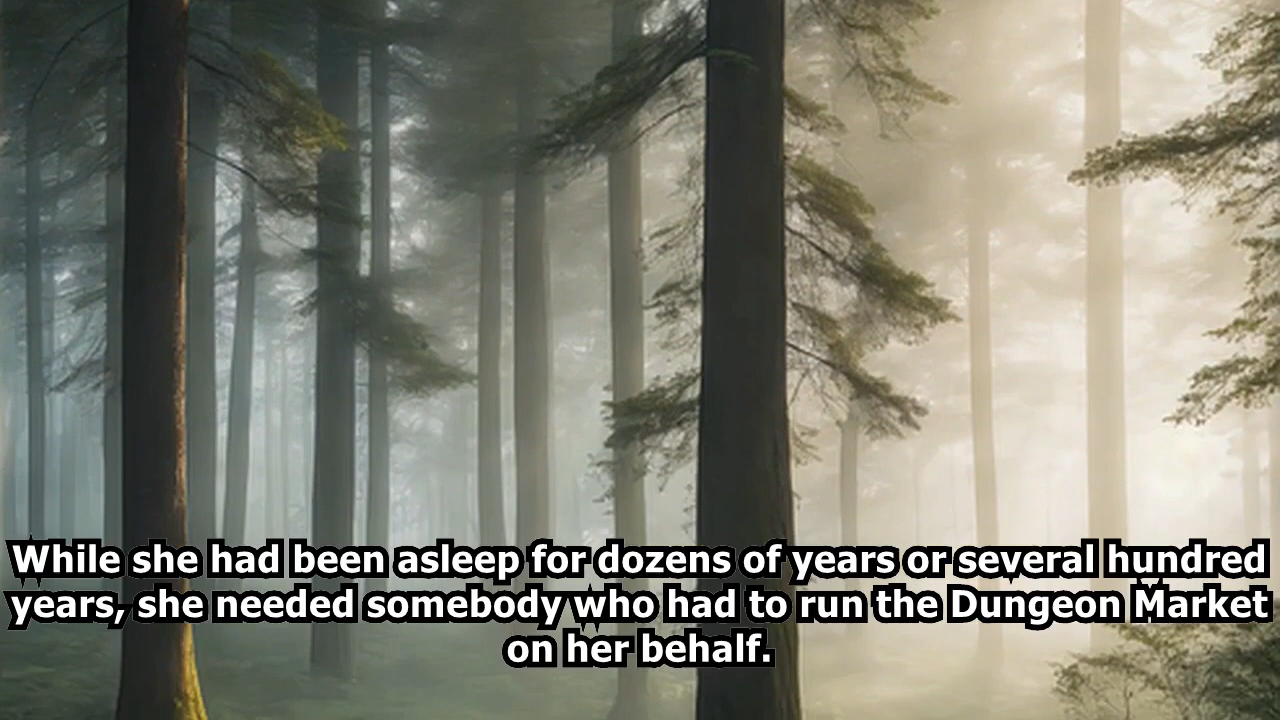 While she had been asleep for dozens of years or several hundred
years, she needed somebody who had to run the Dungeon Market
on her behalf.